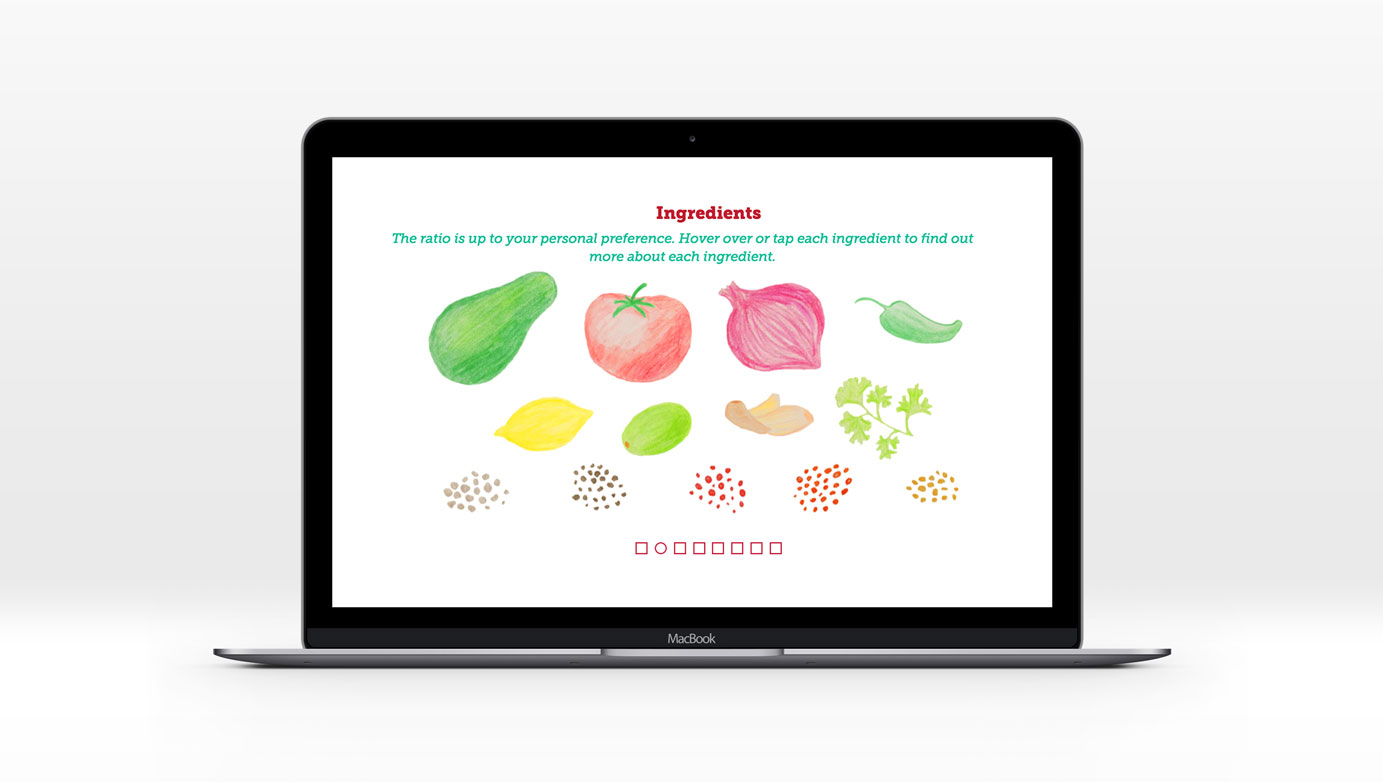 Ingredients
The ratio is up to your personal preference. Hover over or tap each ingredient to find out
more about each ingredient.
MacBook